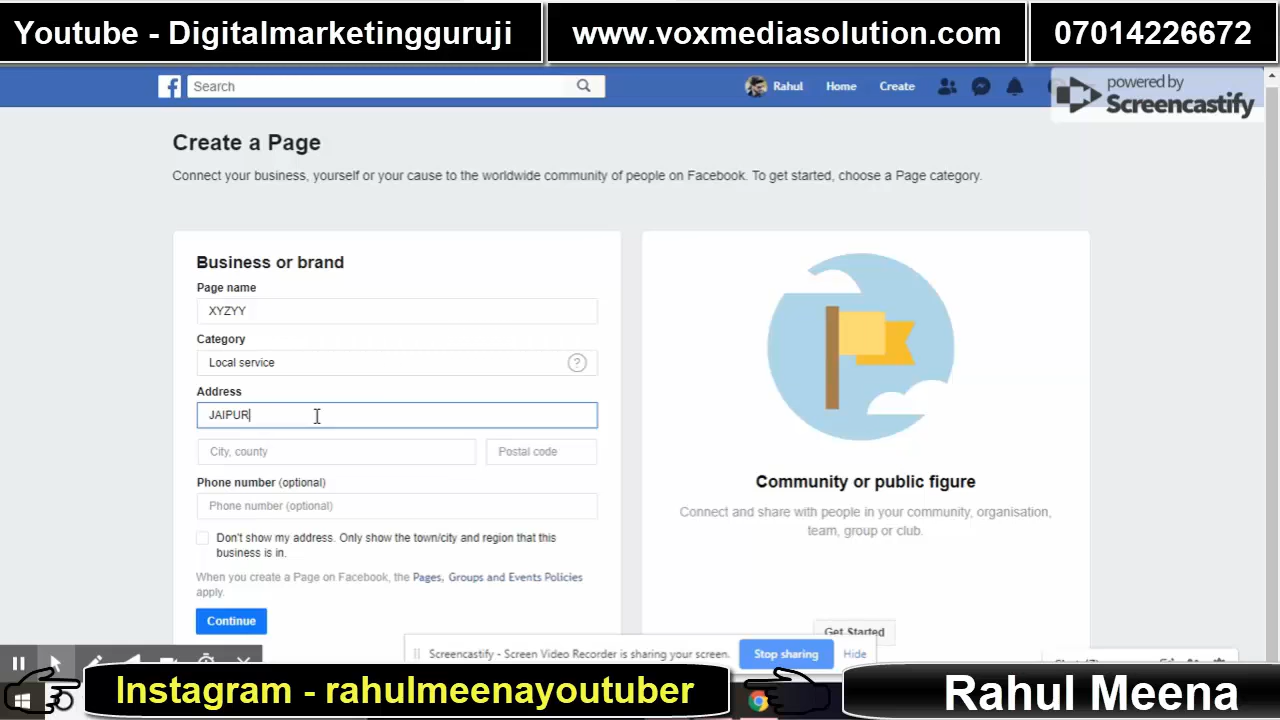 Youtube - Digitalmarketingguruji
www.voxmediasolution.com
07014226672
Search
Rahul
Home
Create
powered by
Screencastify
Create a Page
Connect your business, yourself or your cause to the worldwide community of people on Facebook. To get started, choose a Page category.
Business or brand
Page name
XYZYY
Category
Local service
?
Address
JAIPUR
City, county
Postal code
Phone number (optional)
Phone number (optional)
Don't show my address. Only show the town/city and region that this
business is in.
When you create a Page on Facebook, the Pages, Groups and Events Policies
apply.
Continue
Community or public figure
Connect and share with people in your community, organisation,
team, group or club.
Get Started
Screencastify - Screen Video Recorder is sharing your screen.
Stop sharing
Hide
Instagram - rahulmeenayoutuber
Rahul Meena